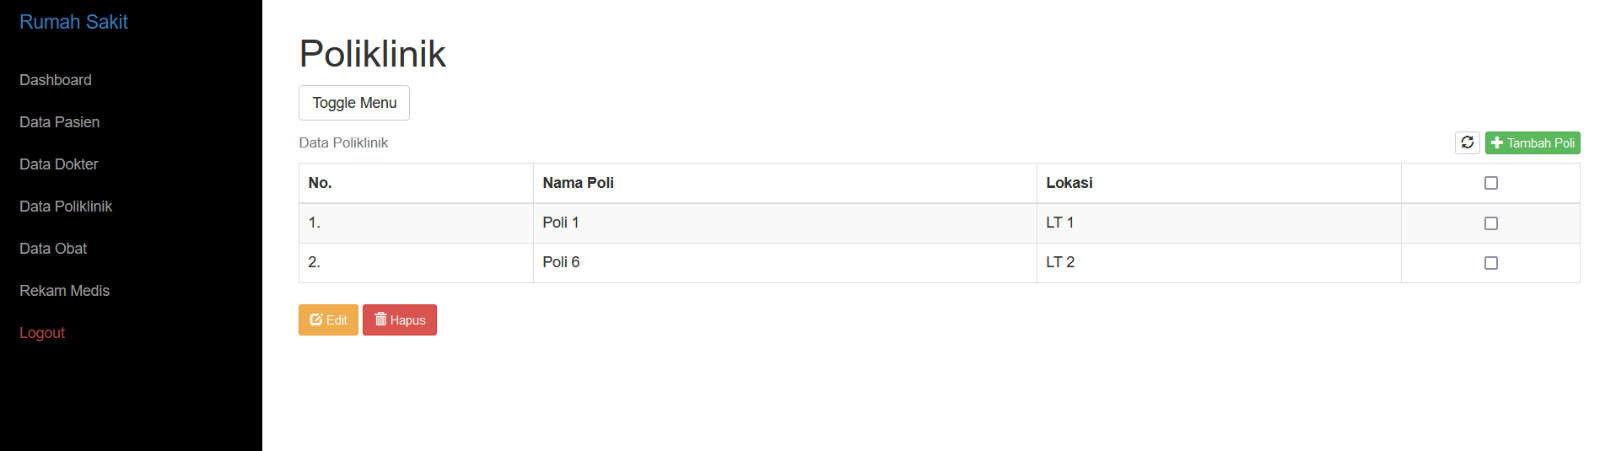 Rumah Sakit
Dashboard
Data Pasien
Data Dokter
Data Poliklinik
Data Obat
Rekam Medis
Logout
Poliklinik
Toggle Menu
Data Poliklinik
Tambah Poli
No. Nama Poli Lokasi
1. Poli 1 LT 1
2. Poli 6 LT 2
Edit Hapus